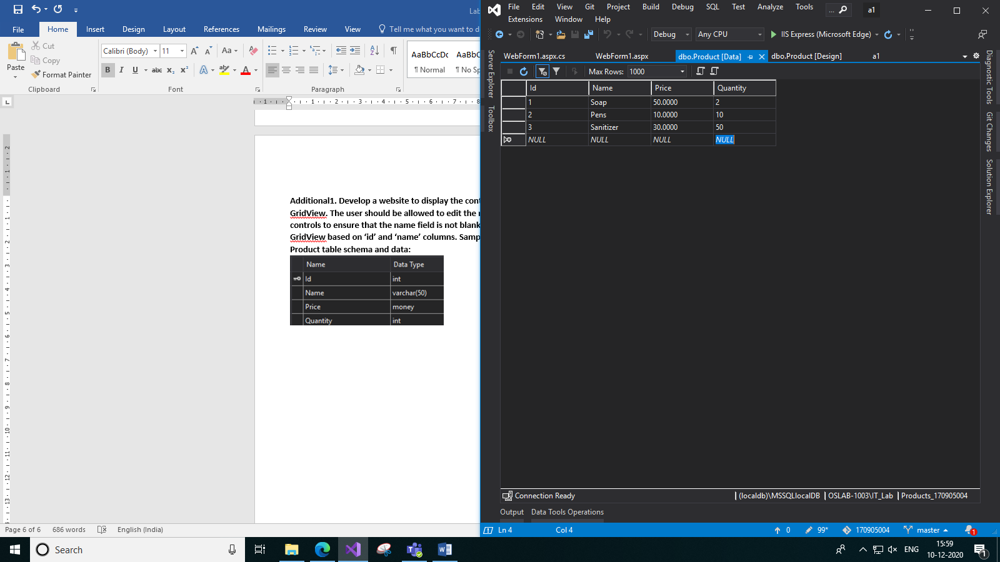 Lab
File Home Insert Design Layout References Mailings Review View Tell me what you want to d
Paste
Cut
Copy
Format Painter
Clipboard
Calibri (Body) 11
B I U abc
Font
Paragraph
AaBbCcDc AaBbC
¶ Normal ¶ No Sp
Additional1. Develop a website to display the cont
GridView. The user should be allowed to edit the
controls to ensure that the name field is not blank
GridView based on ‘id’ and ‘name’ columns. Samp
Product table schema and data:
Name Data Type
Id int
Name varchar(50)
Price money
Quantity int
Page 6 of 6 686 words English (India)
File Edit View Git Project Build Debug SQL Test Analyze Tools ... a1
Extensions Window Help
Debug Any CPU IIS Express (Microsoft Edge)
Server Explorer
Toolbox
WebForm1.aspx.cs WebForm1.aspx dbo.Product [Data] dbo.Product [Design] a1
Max Rows: 1000
Id Name Price Quantity
1 Soap 50.0000 2
2 Pens 10.0000 10
3 Sanitizer 30.0000 50
NULL NULL NULL NULL
Diagnostic Tools
Git Changes
Solution Explorer
Connection Ready (localdb)\MSSQLlocalDB OSLAB-1003\IT_Lab Products_170905004
Output Data Tools Operations
Ln 4 Col 4 0 99* 170905004 master 1
Search
ENG
15:59
10-12-2020
1